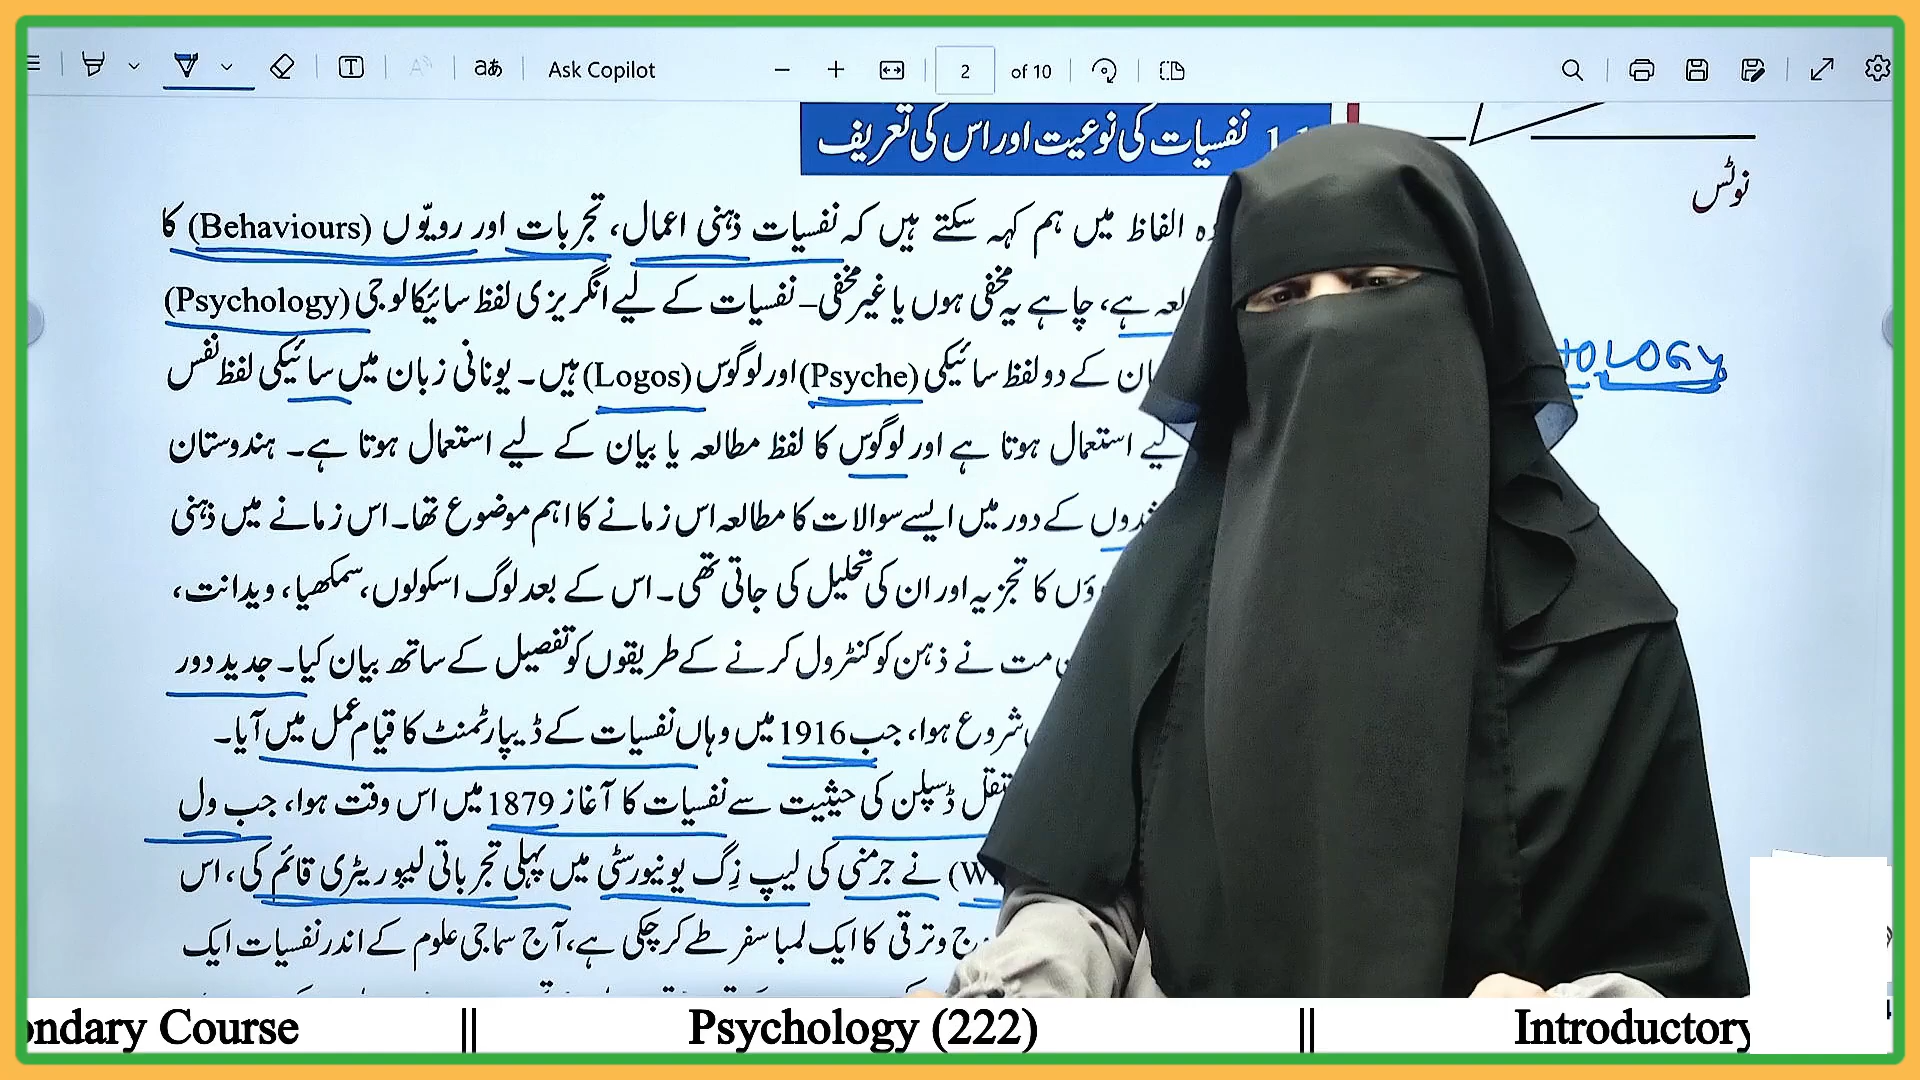 Ask Copilot
2
of 10
نفسیات کی نوعیت اور اس کی تعریف
نوٹس
الفاظ میں ہم کہہ سکتے ہیں کہ نفسیات ذہنی اعمال، تجربات اور رویّوں (Behaviours) کا
ہے، چاہے یہ مخفی ہوں یا غیر مخفی– نفسیات کے لیے انگریزی لفظ سائیکالوجی (Psychology)
کے دو لفظ سائیکی (Psyche) اور لوگوس (Logos) ہیں۔ یونانی زبان میں سائیکی لفظ نفس
LOGY
لیے استعمال ہوتا ہے اور لوگوس کا لفظ مطالعہ یا بیان کے لیے استعمال ہوتا ہے۔ ہندوستان
کے دور میں ایسے سوالات کا مطالعہ اس زمانے کا اہم موضوع تھا۔ اس زمانے میں ذہنی
کا تجزیہ اور ان کی تحلیل کی جاتی تھی۔ اس کے بعد لوگ اسکولوں، سمکھیا، ویدانت،
مت نے ذہن کو کنٹرول کرنے کے طریقوں کو تفصیل کے ساتھ بیان کیا۔ جدید دور
شروع ہوا، جب 1916 میں وہاں نفسیات کے ڈیپارٹمنٹ کا قیام عمل میں آیا۔
ڈسپلن کی حیثیت سے نفسیات کا آغاز 1879 میں اس وقت ہوا، جب ول
نے جرمنی کی لیپ زِگ یونیورسٹی میں پہلی تجرباتی لیبوریٹری قائم کی، اس
وترقی کا ایک لمبا سفر طے کرچکی ہے، آج سماجی علوم کے اندر نفسیات ایک
ondary Course || Psychology (222) || Introductory